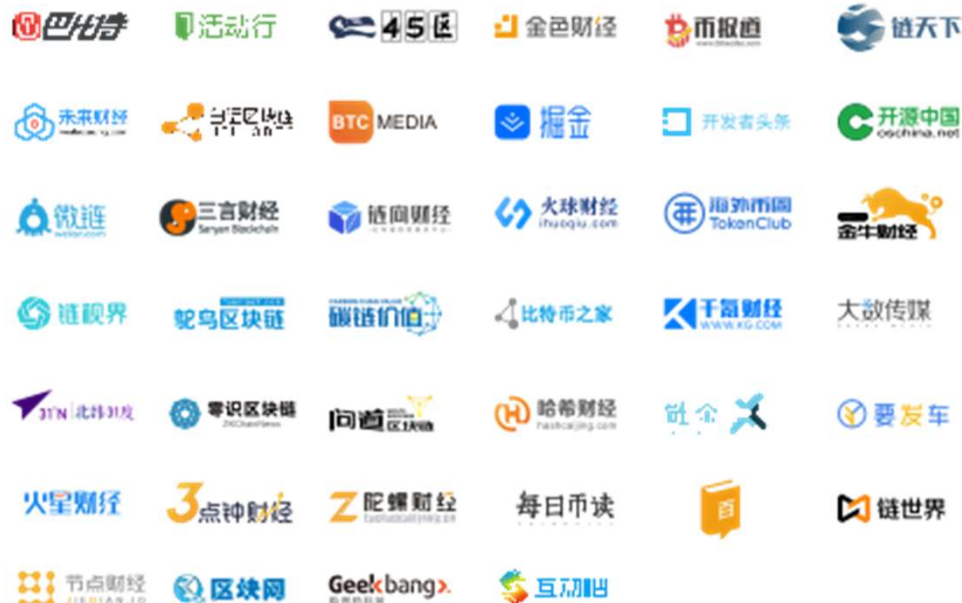 巴比特
活动行
45区
金色财经
币报道
链天下
未来财经
BTC MEDIA
掘金
开发者头条
开源中国
oschina.net
微链
三言财经
Sanyan Blockchain
链向财经
火球财经
ihuoqiu.com
海外币圈
TokenClub
金牛财经
链视界
鸵鸟区块链
碳链价值
比特币之家
千氪财经
WWW.KG.COM
大数传媒
31°N 北纬31度
零识区块链
问道区块链
哈希财经
hashcaijing.com
链企
要发车
火星财经
3点钟财经
陀螺财经
每日币读
百
链世界
节点财经
区块网
Geekbang>.
互动吧